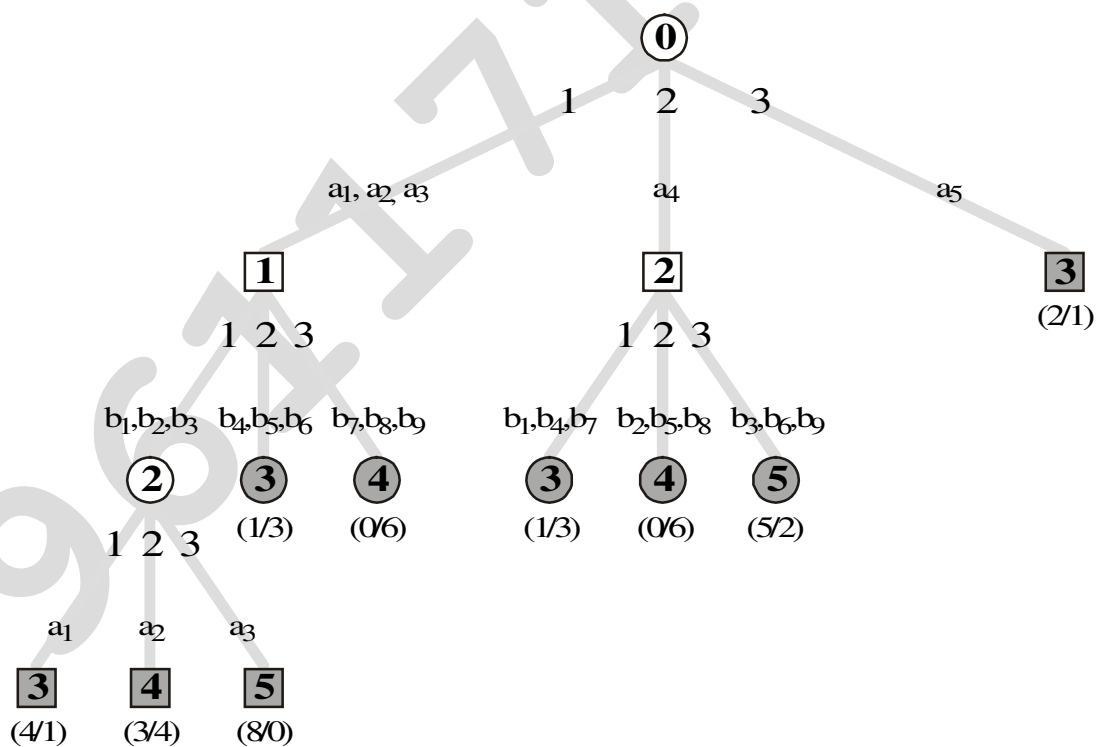 0
1 2 3
a₁, a₂, a₃ a₄ a₅
1 2 3
(2/1)
1 2 3 1 2 3
b₁,b₂,b₃ b₄,b₅,b₆ b₇,b₈,b₉ b₁,b₄,b₇ b₂,b₅,b₈ b₃,b₆,b₉
2 3 4 3 4 5
(1/3) (0/6) (1/3) (0/6) (5/2)
1 2 3
a₁ a₂ a₃
3 4 5
(4/1) (3/4) (8/0)